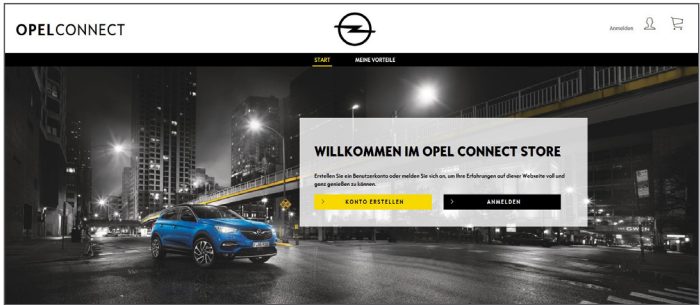 OPELCONNECT
Anmelden
START MEINE VORTEILE
WILLKOMMEN IM OPEL CONNECT STORE
Erstellen Sie ein Benutzerkonto oder melden Sie sich an, um Ihre Erfahrungen auf dieser Webseite voll und
ganz genießen zu können.
KONTO ERSTELLEN ANMELDEN